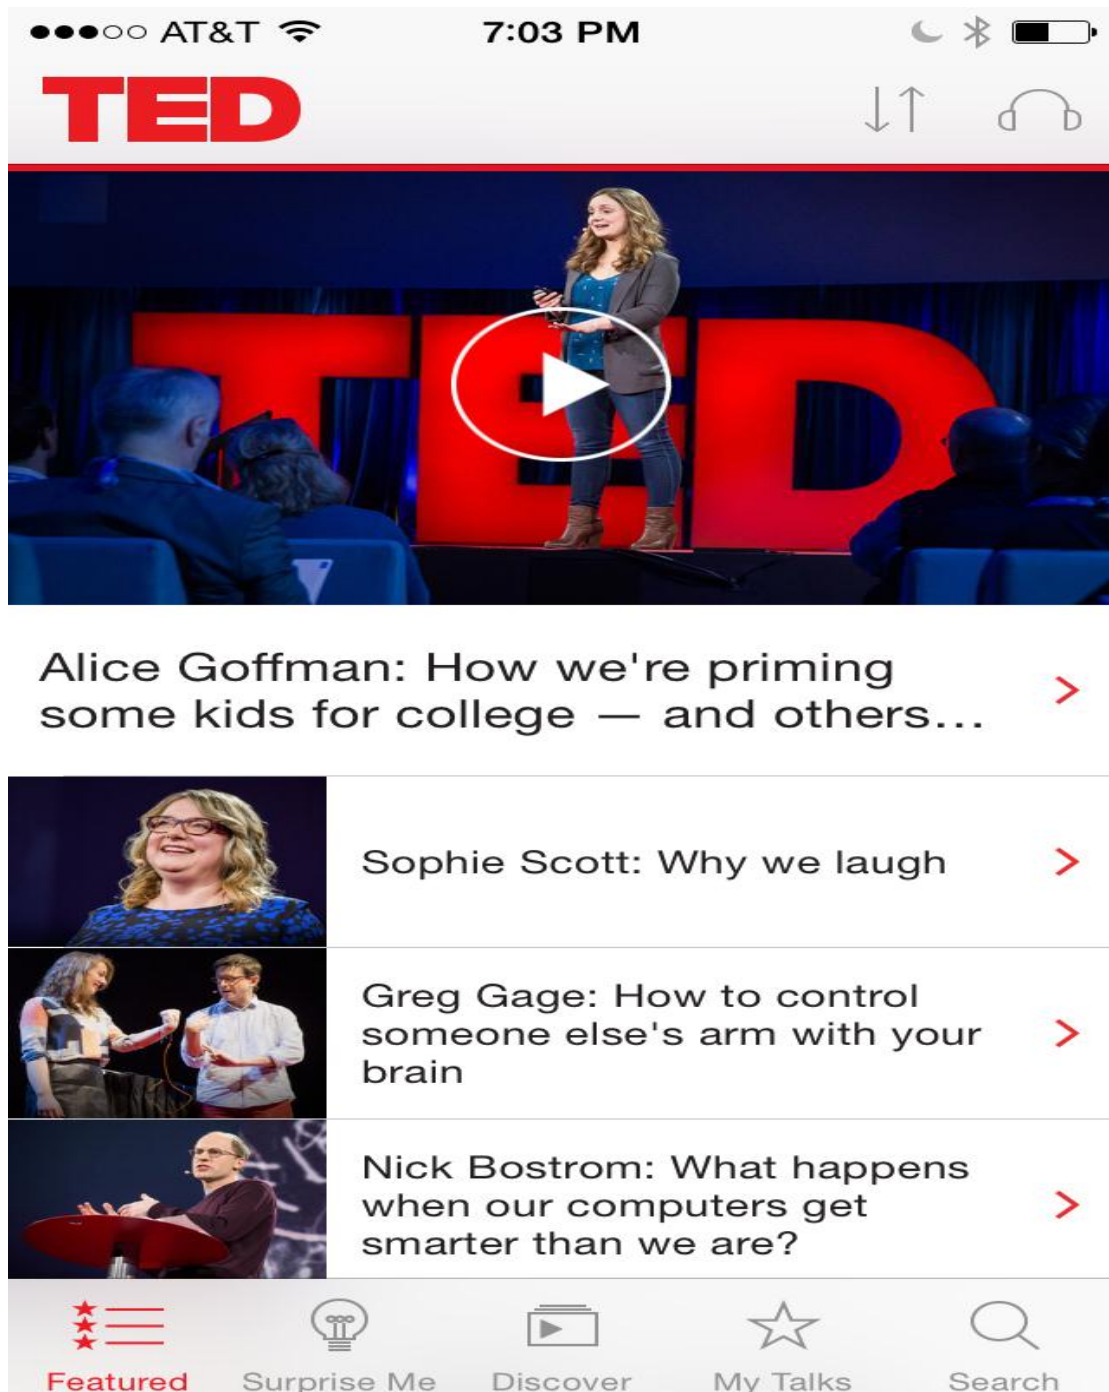 AT&T 7:03 PM
TED
TED
Alice Goffman: How we're priming
some kids for college — and others...
Sophie Scott: Why we laugh
Greg Gage: How to control
someone else's arm with your
brain
Nick Bostrom: What happens
when our computers get
smarter than we are?
Featured Surprise Me Discover My Talks Search